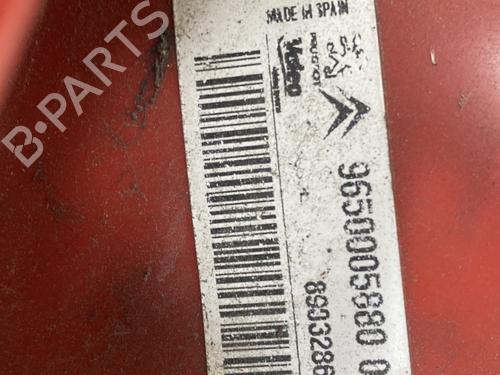 MADE IN SPAIN
Valeo
PEUGEOT
9650005880 0
8903286
B-PARTS